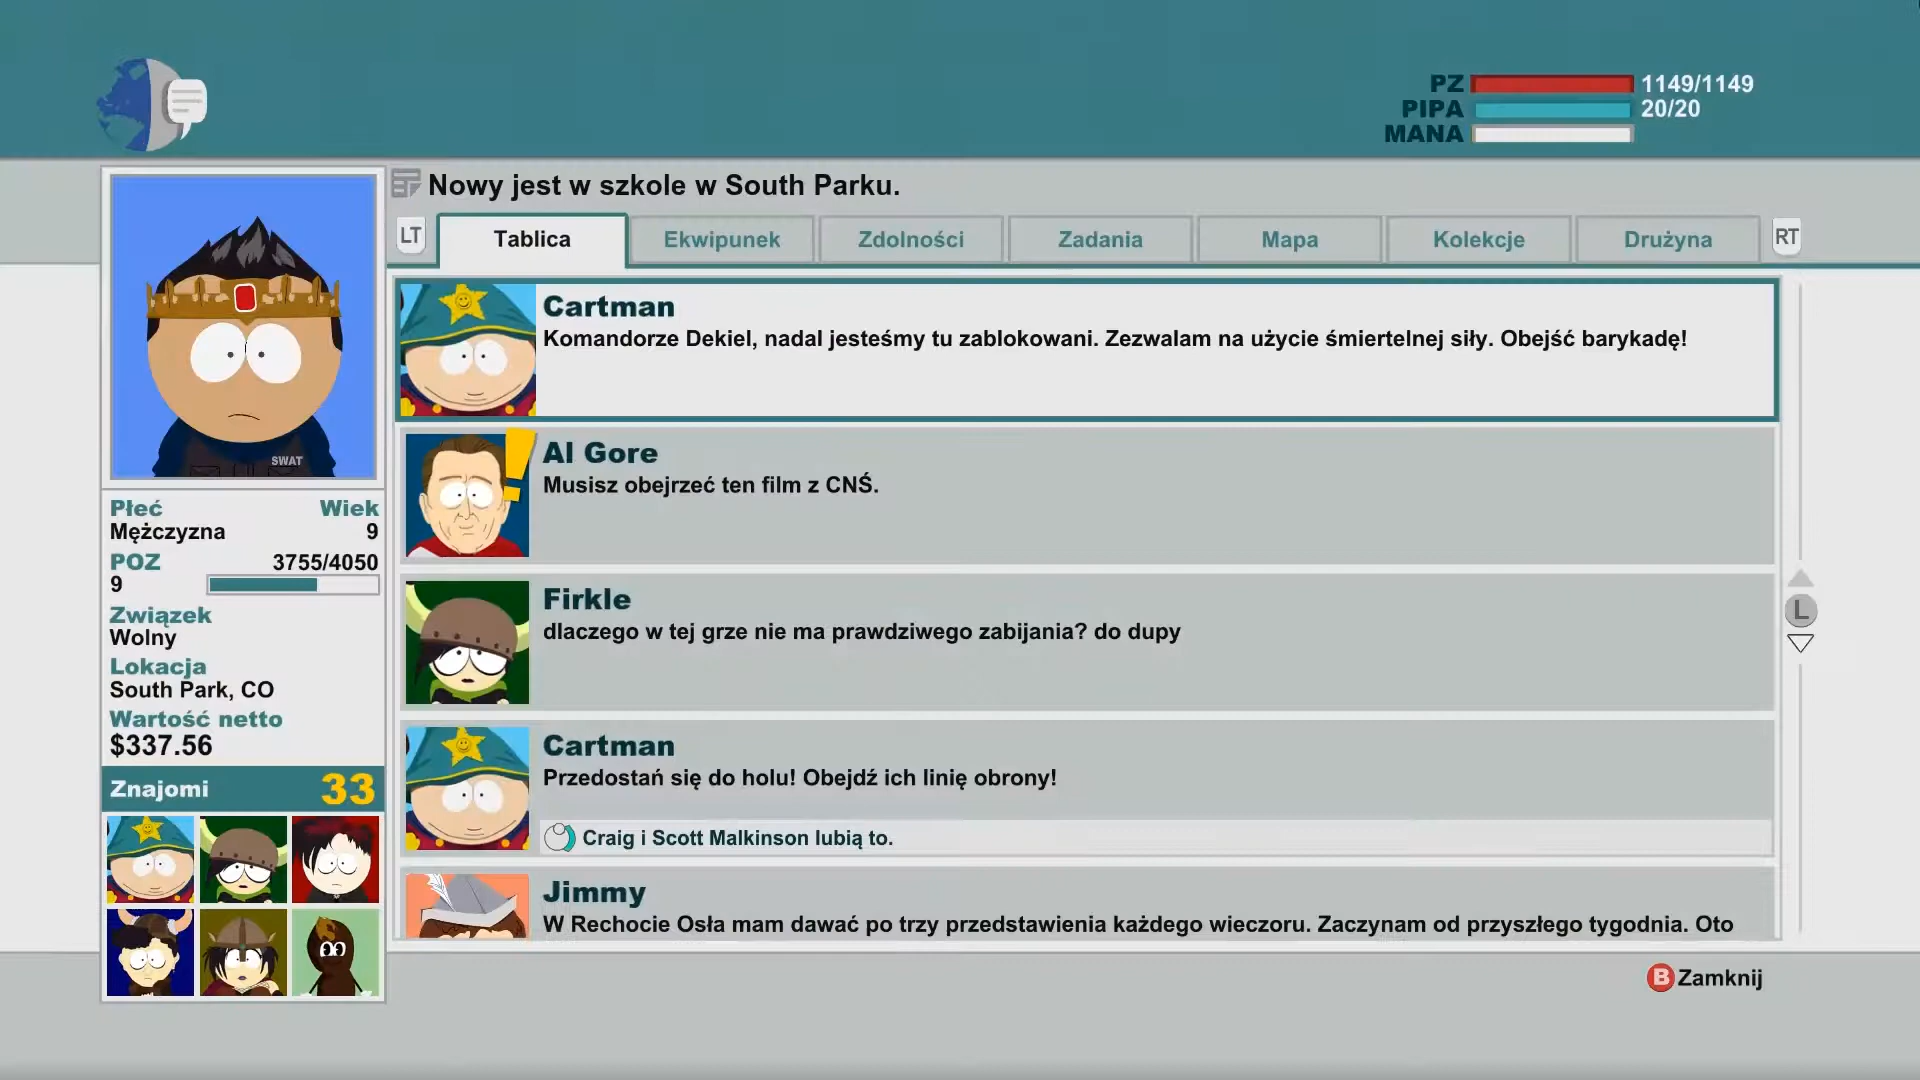 PZ 1149/1149
PIPA 20/20
MANA
Nowy jest w szkole w South Parku.
LT Tablica Ekwipunek Zdolności Zadania Mapa Kolekcje Drużyna RT
SWAT
Płeć Wiek
Mężczyzna 9
POZ 3755/4050
9
Związek
Wolny
Lokacja
South Park, CO
Wartość netto
$337.56
Znajomi 33
Cartman
Komandorze Dekiel, nadal jesteśmy tu zablokowani. Zezwalam na użycie śmiertelnej siły. Obejść barykadę!
Al Gore
Musisz obejrzeć ten film z CNŚ.
Firkle
dlaczego w tej grze nie ma prawdziwego zabijania? do dupy
Cartman
Przedostań się do holu! Obejdź ich linię obrony!
Craig i Scott Malkinson lubią to.
Jimmy
W Rechocie Osła mam dawać po trzy przedstawienia każdego wieczoru. Zaczynam od przyszłego tygodnia. Oto
L
B Zamknij